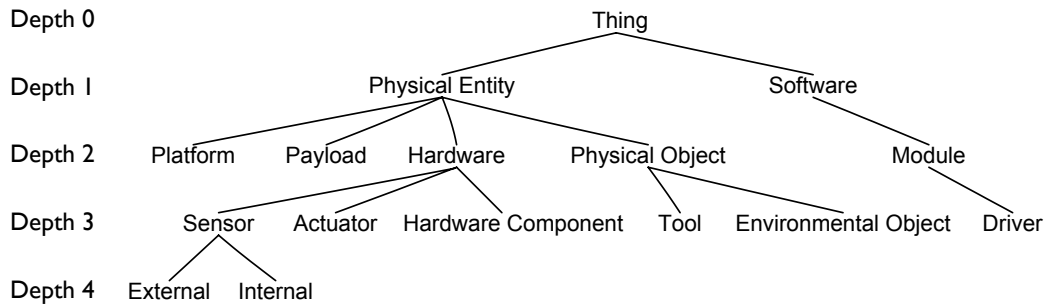 Depth 0 Thing
Depth 1 Physical Entity Software
Depth 2 Platform Payload Hardware Physical Object Module
Depth 3 Sensor Actuator Hardware Component Tool Environmental Object Driver
Depth 4 External Internal